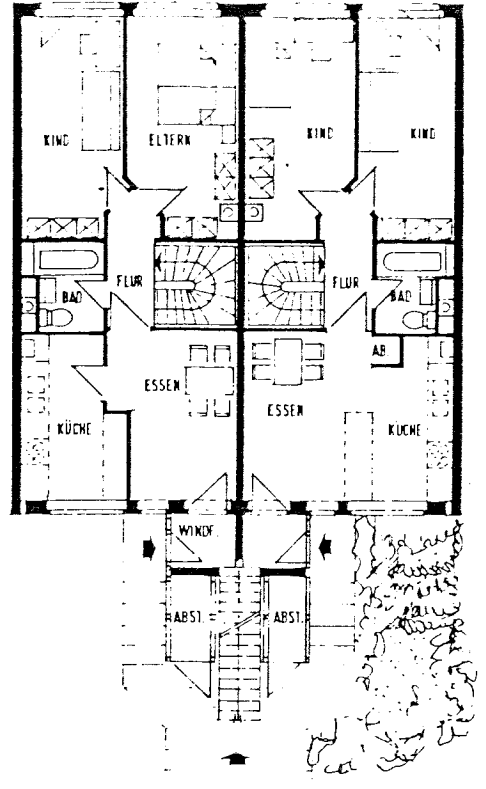 KIND
ELTERN
KIND
KIND
FLUR
FLUR
BAD
BAD
AB.
ESSEN
ESSEN
KÜCHE
KÜCHE
WINDF.
ABST.
ABST.